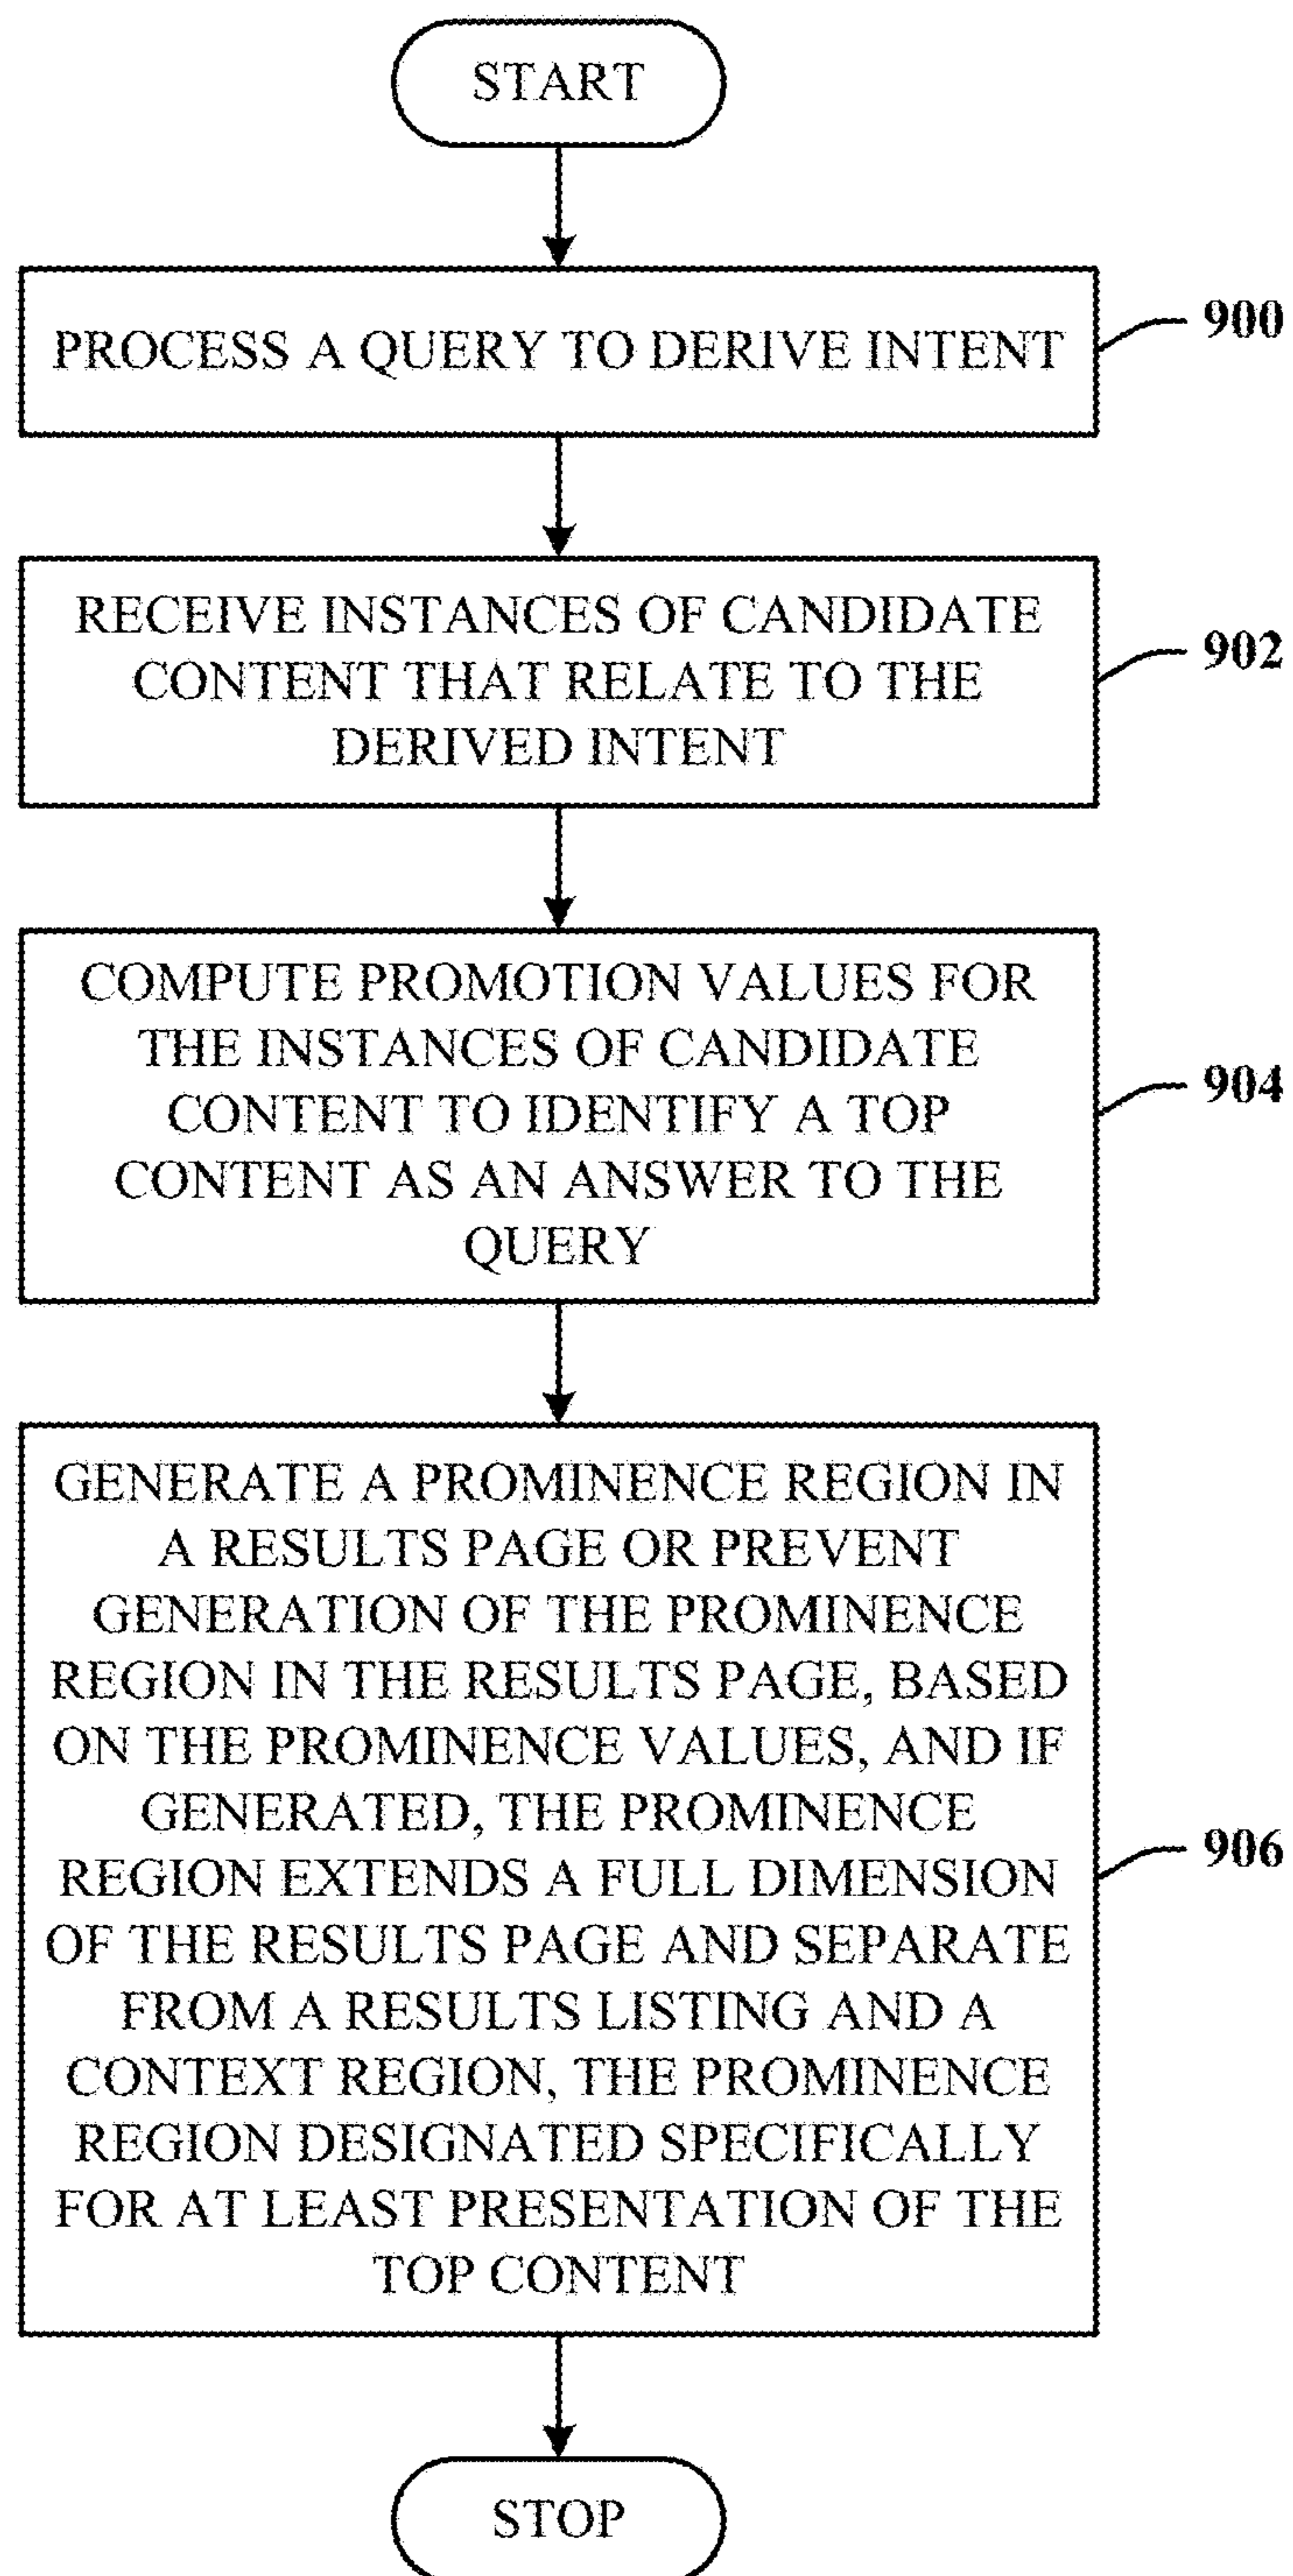 START
PROCESS A QUERY TO DERIVE INTENT
900
RECEIVE INSTANCES OF CANDIDATE
CONTENT THAT RELATE TO THE
DERIVED INTENT
902
COMPUTE PROMOTION VALUES FOR
THE INSTANCES OF CANDIDATE
CONTENT TO IDENTIFY A TOP
CONTENT AS AN ANSWER TO THE
QUERY
904
GENERATE A PROMINENCE REGION IN
A RESULTS PAGE OR PREVENT
GENERATION OF THE PROMINENCE
REGION IN THE RESULTS PAGE, BASED
ON THE PROMINENCE VALUES, AND IF
GENERATED, THE PROMINENCE
REGION EXTENDS A FULL DIMENSION
OF THE RESULTS PAGE AND SEPARATE
FROM A RESULTS LISTING AND A
CONTEXT REGION, THE PROMINENCE
REGION DESIGNATED SPECIFICALLY
FOR AT LEAST PRESENTATION OF THE
TOP CONTENT
906
STOP